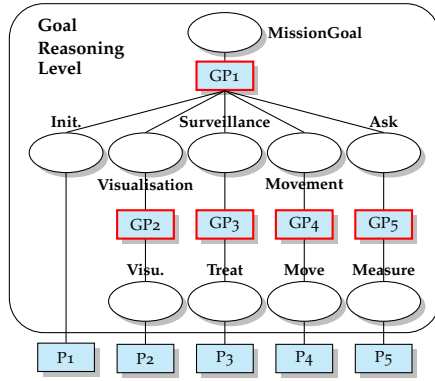 Goal
Reasoning
Level
MissionGoal
GP1
Init.
Surveillance
Ask
Visualisation
Movement
GP2
GP3
GP4
GP5
Visu.
Treat
Move
Measure
P1
P2
P3
P4
P5